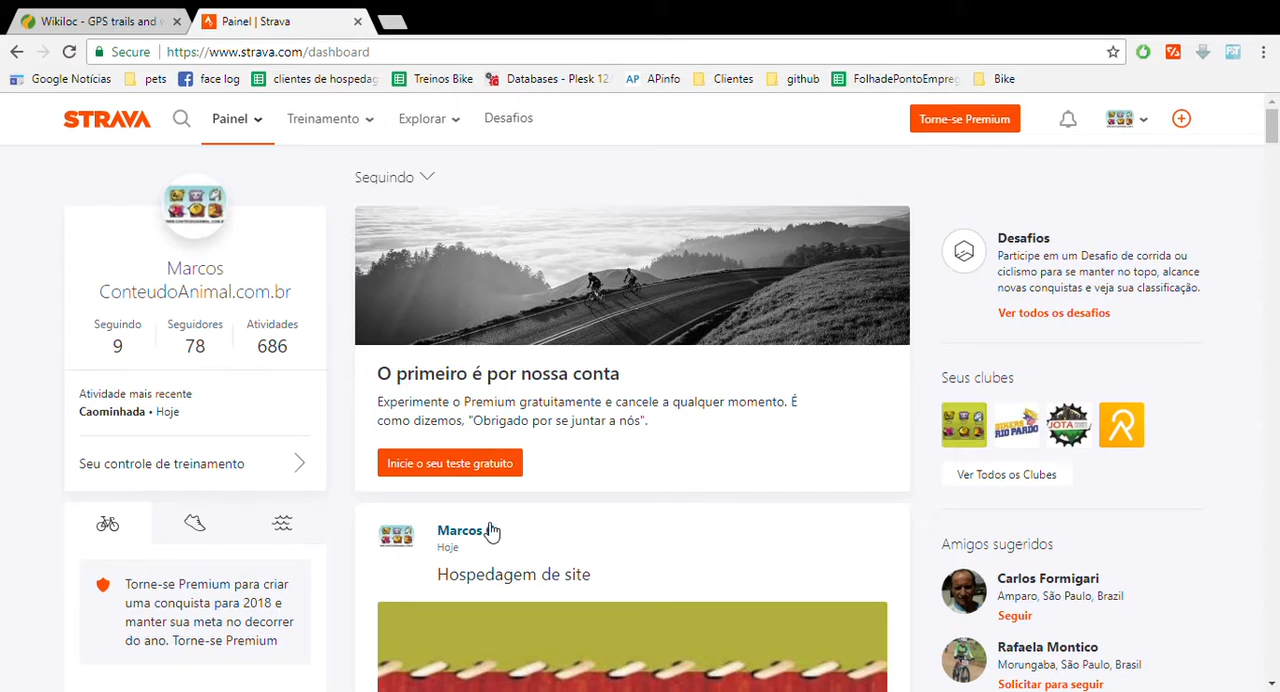 Wikiloc - GPS trails and
Painel | Strava
Secure
https://www.strava.com/dashboard
Google Notícias
pets
face log
clientes de hospedag
Treinos Bike
Databases - Plesk 12.
AP
APinfo
Clientes
github
FolhadePontoEmpreg
Bike
STRAVA
Painel
Treinamento
Explorar
Desafios
Torne-se Premium
Marcos
ConteudoAnimal.com.br
Seguindo
Seguidores
Atividades
9
78
686
Atividade mais recente
Caominhada • Hoje
Seu controle de treinamento
Torne-se Premium para criar
uma conquista para 2018 e
manter sua meta no decorrer
do ano. Torne-se Premium
Seguindo
O primeiro é por nossa conta
Experimente o Premium gratuitamente e cancele a qualquer momento. É
como dizemos, "Obrigado por se juntar a nós".
Inicie o seu teste gratuito
Marcos
Hoje
Hospedagem de site
Desafios
Participe em um Desafio de corrida ou
ciclismo para se manter no topo, alcance
novas conquistas e veja sua classificação.
Ver todos os desafios
Seus clubes
BIKERS
RIO PARDO
JOTA
Ver Todos os Clubes
Amigos sugeridos
Carlos Formigari
Amparo, São Paulo, Brazil
Seguir
Rafaela Montico
Morungaba, São Paulo, Brasil
Solicitar para seguir